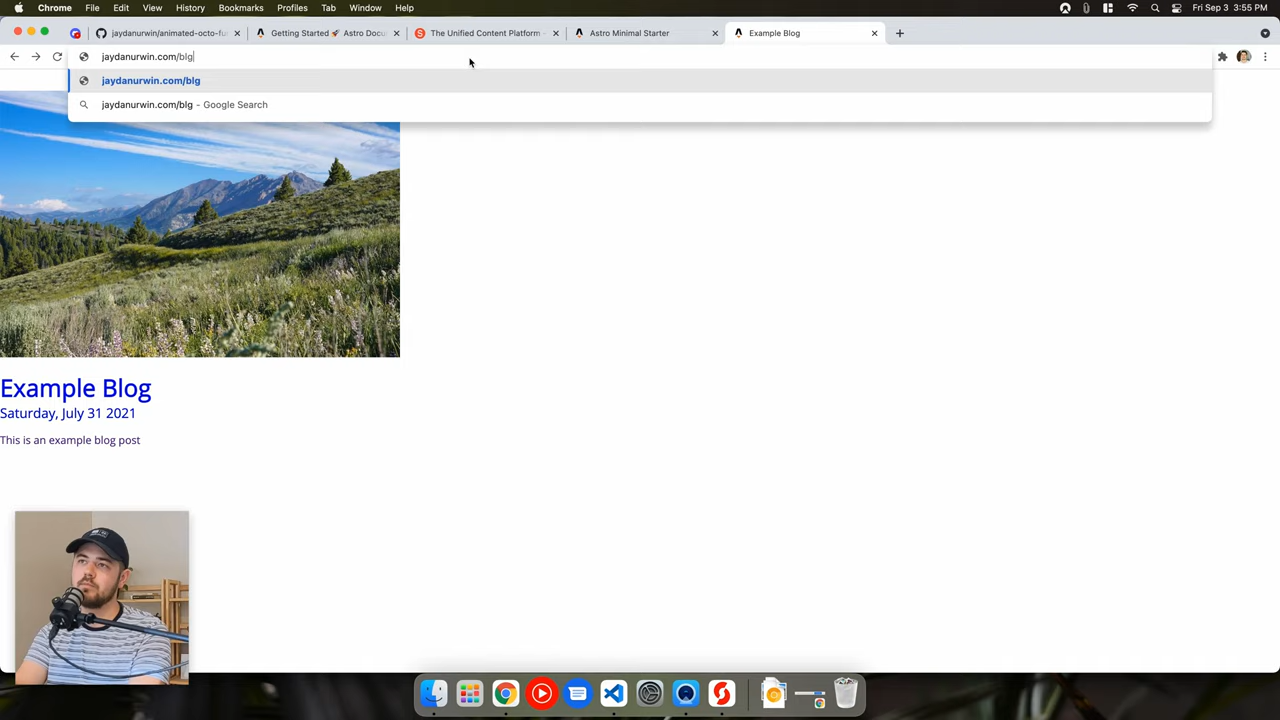 Chrome File Edit View History Bookmarks Profiles Tab Window Help Fri Sep 3 3:55 PM
jaydanurwin/animated-octo-fu Getting Started 🚀 Astro Docu The Unified Content Platform Astro Minimal Starter Example Blog
jaydanurwin.com/blg
jaydanurwin.com/blg
jaydanurwin.com/blg - Google Search
Example Blog
Saturday, July 31 2021
This is an example blog post